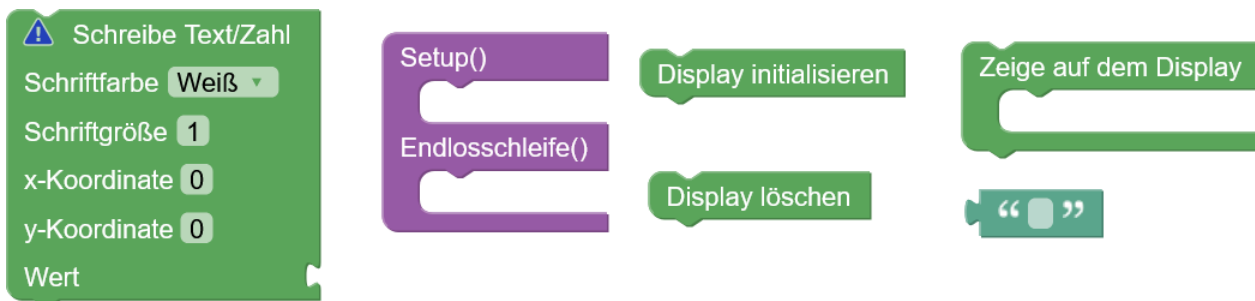 Schreibe Text/Zahl
Schriftfarbe Weiß
Schriftgröße 1
x-Koordinate 0
y-Koordinate 0
Wert
Setup()
Endlosschleife()
Display initialisieren
Display löschen
Zeige auf dem Display
“ ”